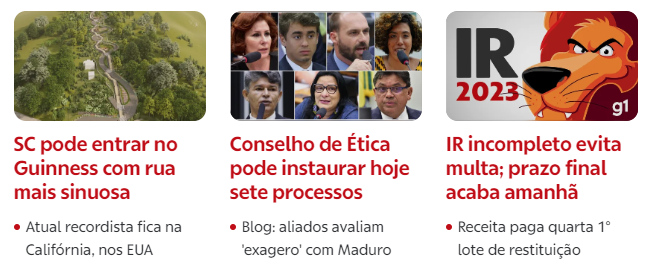 SC pode entrar no
Guinness com rua
mais sinuosa
Atual recordista fica na
Califórnia, nos EUA
Conselho de Ética
pode instaurar hoje
sete processos
Blog: aliados avaliam
'exagero' com Maduro
IR
2023
g1
IR incompleto evita
multa; prazo final
acaba amanhã
Receita paga quarta 1°
lote de restituição